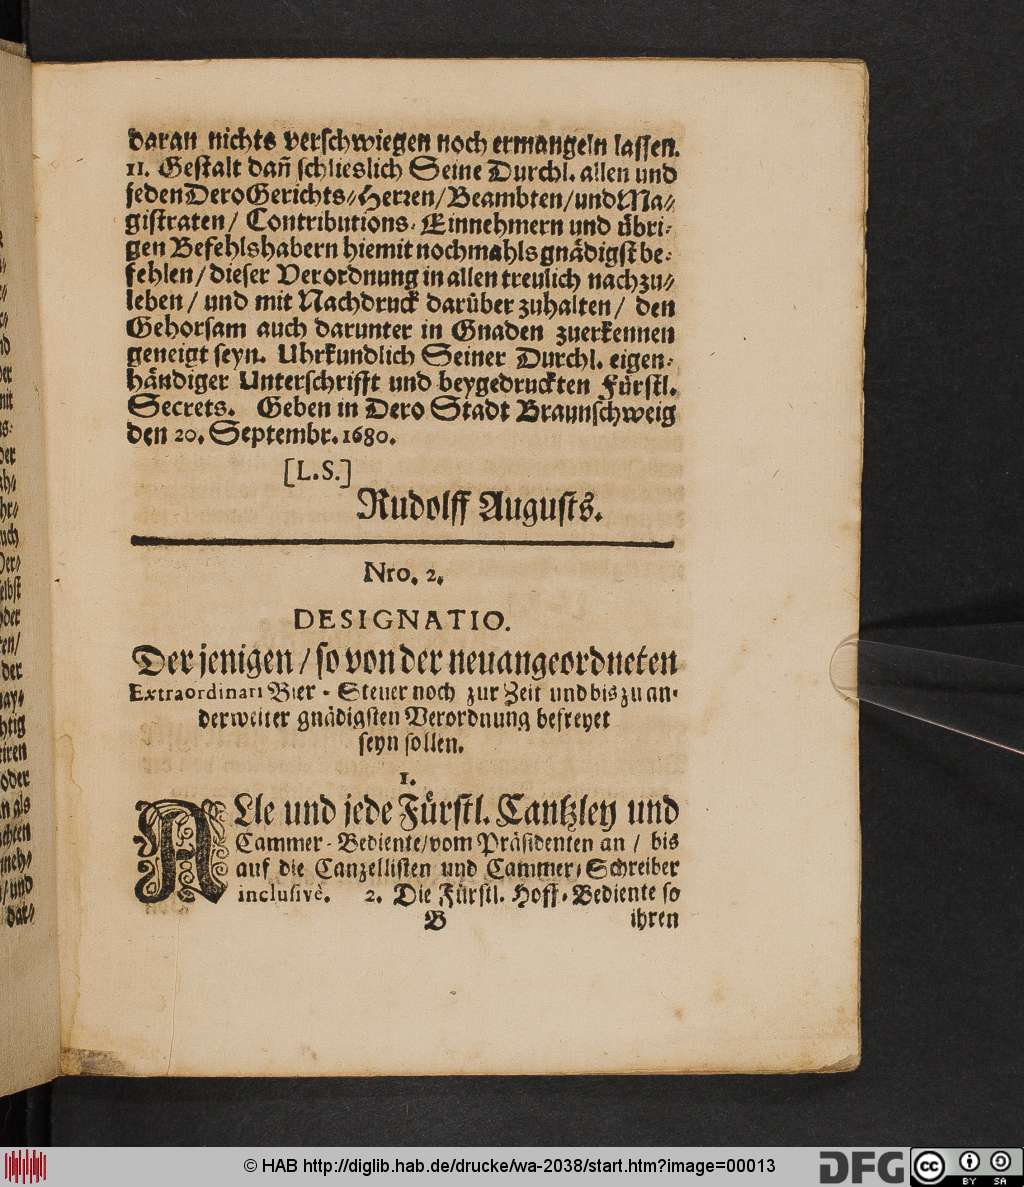 daran nichts verschwiegen noch ermangeln lassen.
11. Gestalt dañ schlieslich Seine Durchl. allen und
jeden Dero Gerichts-Herren/Beambten/und Ma-
gistraten/ Contributions-Einnehmern und übri-
gen Befehlshabern hiemit nochmahls gnädigst be-
fehlen/dieser Verordnung in allen treulich nachzu-
leben/ und mit Nachdruck darüber zuhalten/ den
Gehorsam auch darunter in Gnaden zuerkennen
geneigt seyn. Uhrkundlich Seiner Durchl. eigen-
händiger Unterschrifft und beygedruckten Fürstl.
Secrets. Geben in Dero Stadt Braunschweig
den 20. Septembr. 1680.
[L.S.]
Rudolff Augusts.
Nro. 2.
DESIGNATIO.
Der jenigen/so von der neuangeordneten
Extraordinari Bier-Steuer noch zur Zeit und bis zu an-
derweiter gnädigsten Verordnung befreyet
seyn sollen.
1.
ALle und jede Fürstl. Cantzley und
Cammer-Bediente/vom Präsidenten an/ bis
auf die Canzellisten und Cammer-Schreiber
inclusivè. 2. Die Fürstl. Hoff-Bediente so
B ihren
© HAB http://diglib.hab.de/drucke/wa-2038/start.htm?image=00013
DFG
cc
BY SA